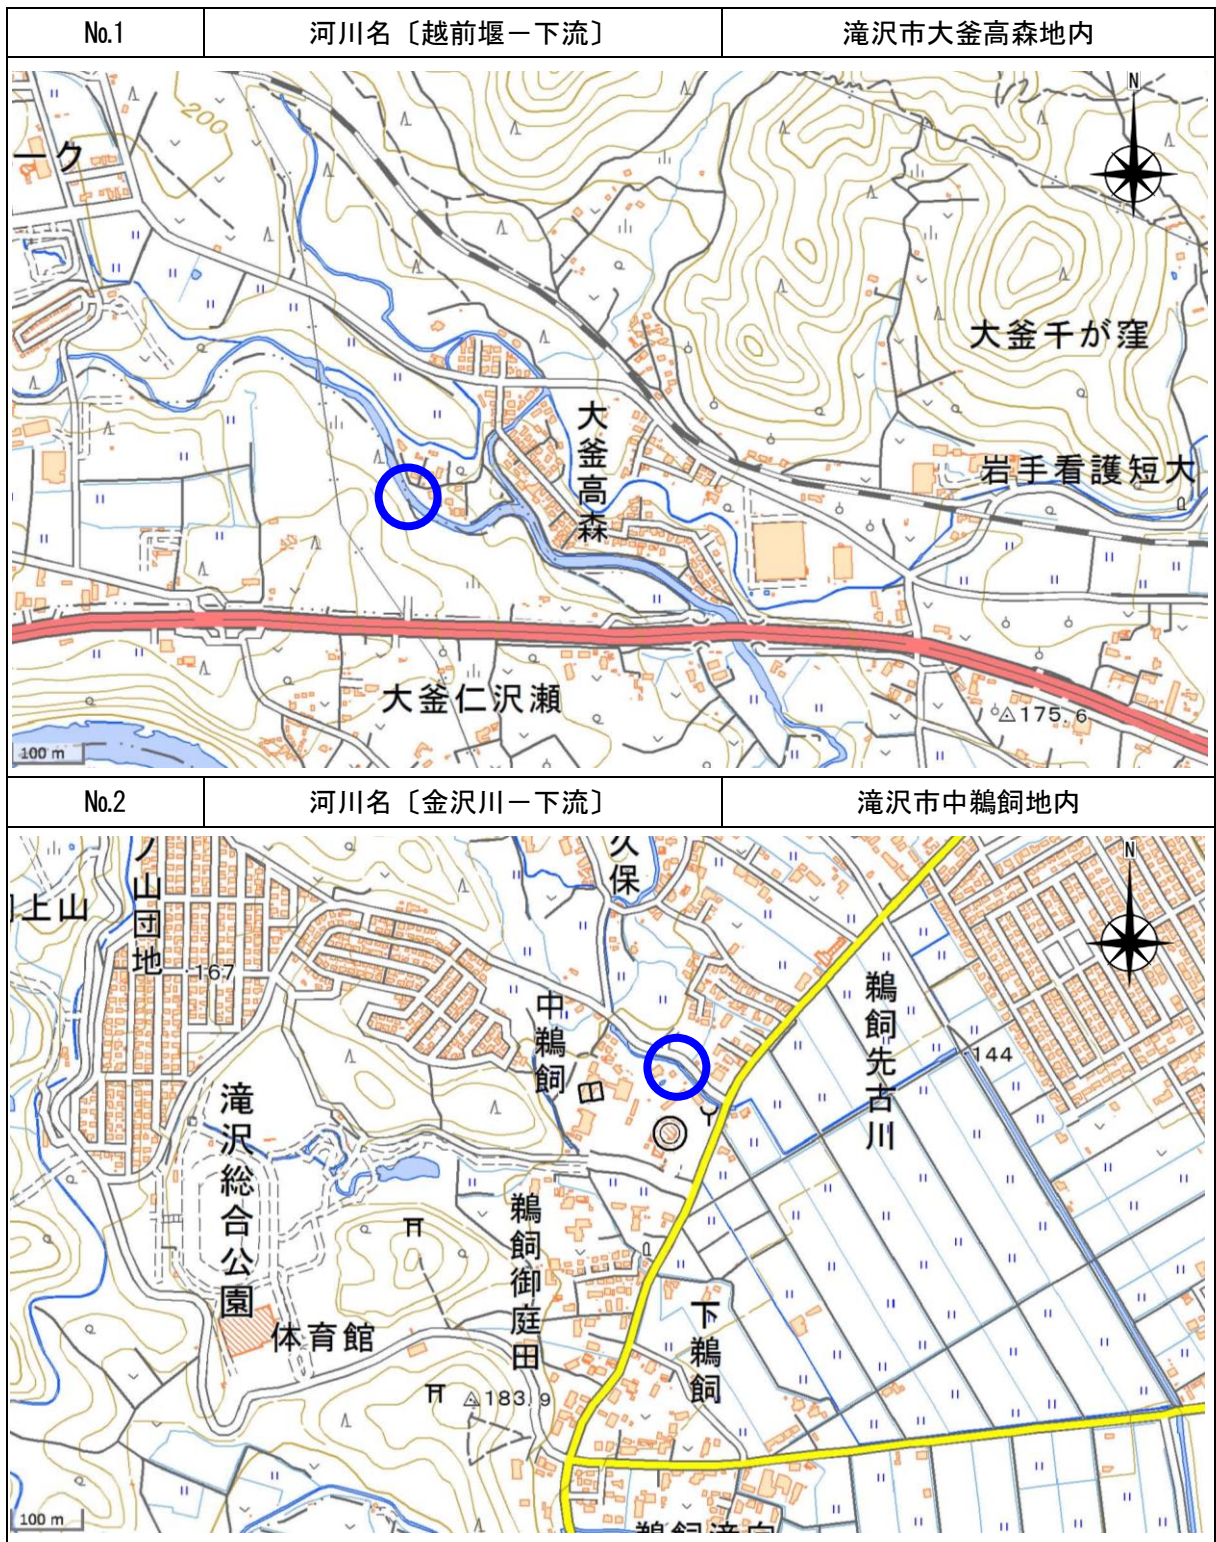 No.1 河川名〔越前堰－下流〕 滝沢市大釜高森地内
N
200
ーク
大釜千が窪
大釜高森
岩手看護短大
大釜仁沢瀬
175.6
100 m
No.2 河川名〔金沢川－下流〕 滝沢市中鵜飼地内
N
ノ山団地
久保
上山
167
中鵜飼
鵜飼先古川
144
滝沢総合公園
鵜飼御庭田
下鵜飼
体育館
183.9
100 m